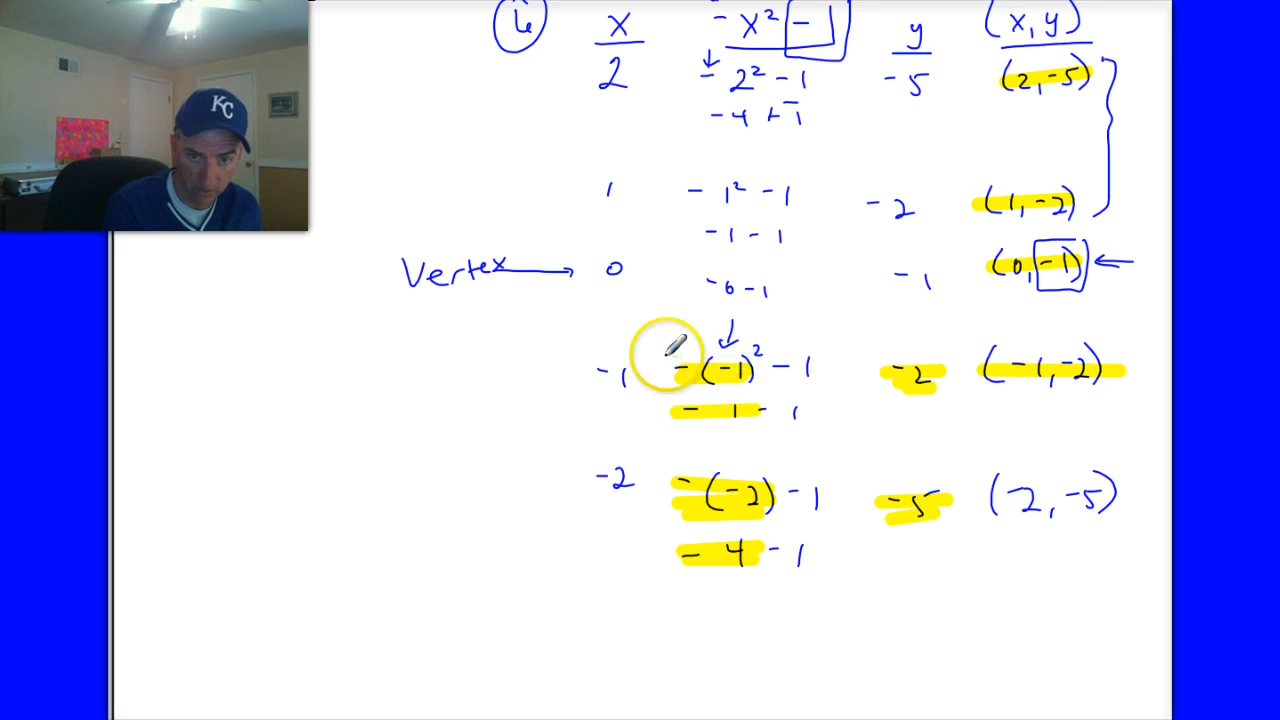 6 x - x² - 1 y (x, y)
2 - 2² - 1 -5 (2, -5)
- 4 + -1
1 - 1² - 1 -2 (1, -2)
- 1 - 1
Vertex 0 - 0 - 1 -1 (0, -1)
-1 - (-1)² - 1 -2 (-1, -2)
- 1 - 1
-2 - (-2) - 1 -5 (-2, -5)
- 4 - 1
KC